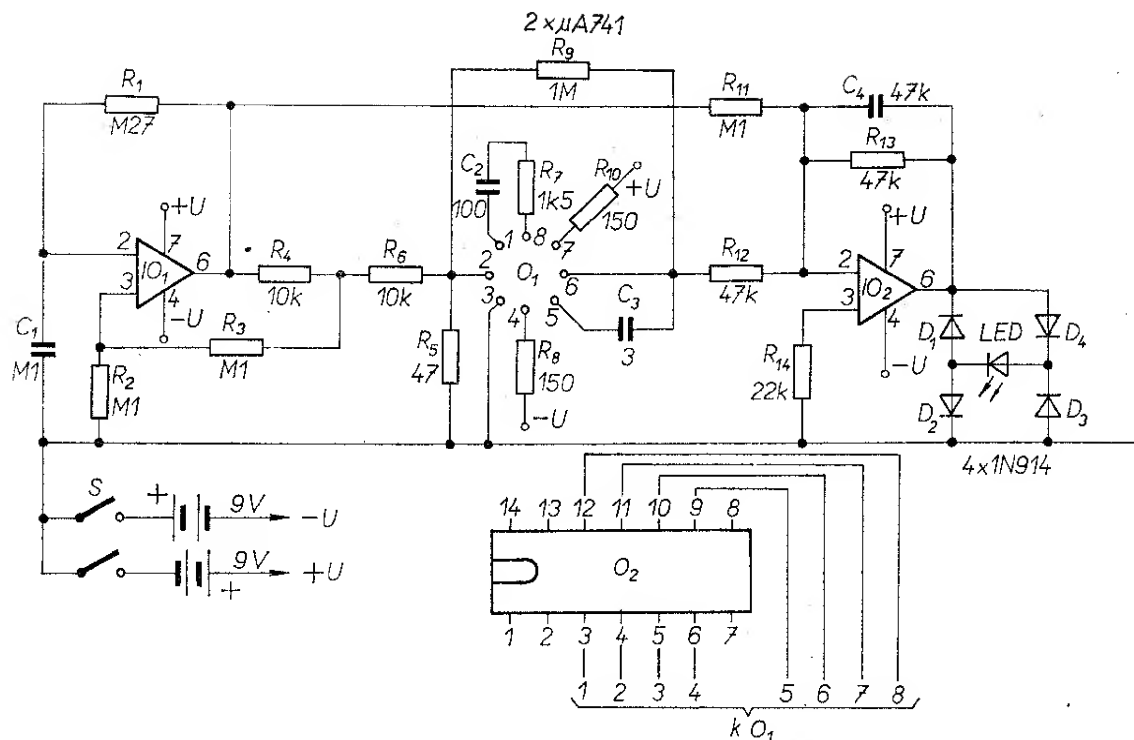 2 x μA741
R9
1M
R1
M27
R11
M1
C4
47k
R13
47k
C2
100
R7
1k5
R10
+U
150
+U
7
2
3
IO1
6
4
-U
R4
10k
R6
10k
1
8
7
2
O1
6
3
4
5
C3
3
R12
47k
+U
7
2
3
IO2
6
4
-U
C1
M1
R3
M1
R2
M1
R5
47
R8
150
-U
R14
22k
D1
LED
D4
D2
D3
4x1N914
S
+
9V
-U
9V
+
+U
14 13 12 11 10 9 8
O2
1 2 3 4 5 6 7
1 2 3 4 5 6 7 8
k O1